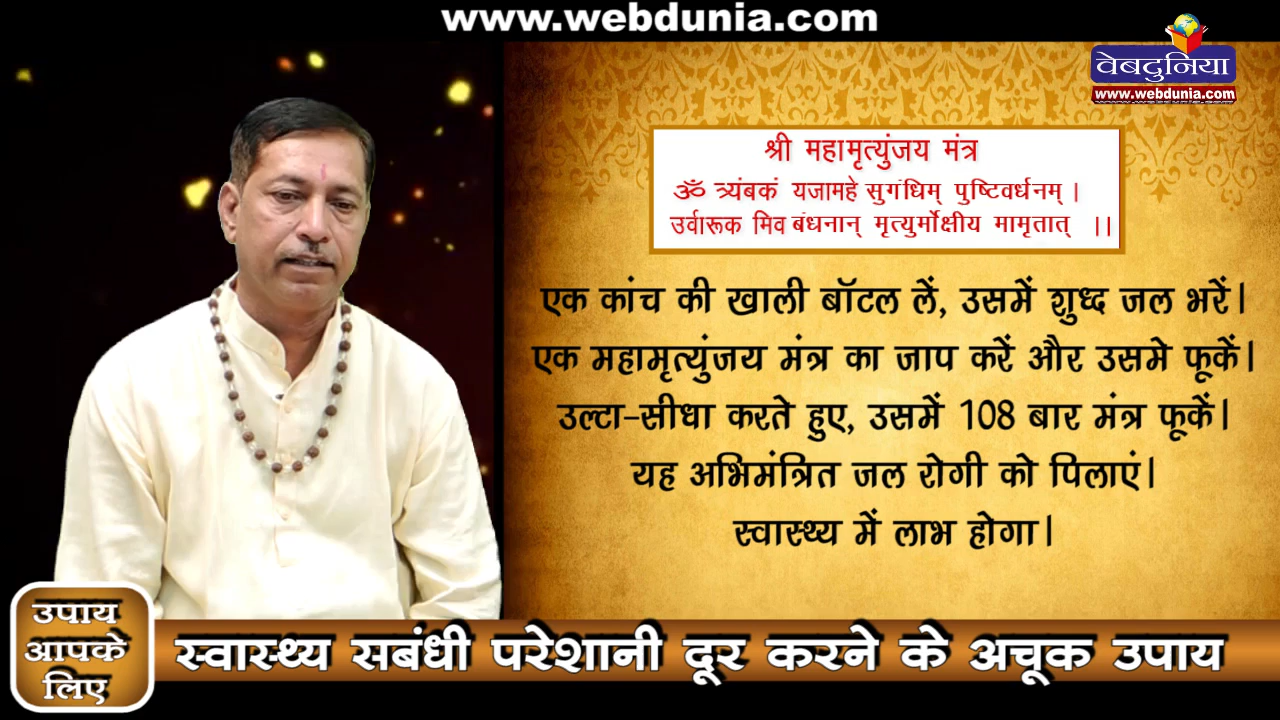 www.webdunia.com
वेबदुनिया
www.webdunia.com
श्री महामृत्युंजय मंत्र
ॐ त्र्यंबकं यजामहे सुगंधिम् पुष्टिवर्धनम् ।
उर्वारूक मिव बंधनान् मृत्युर्मोक्षीय मामृतात् ।।
एक कांच की खाली बॉटल लें, उसमें शुध्द जल भरें।
एक महामृत्युंजय मंत्र का जाप करें और उसमे फूकें।
उल्टा-सीधा करते हुए, उसमें 108 बार मंत्र फूकें।
यह अभिमंत्रित जल रोगी को पिलाएं।
स्वास्थ्य में लाभ होगा।
उपाय
आपके
लिए
स्वास्थ्य सबंधी परेशानी दूर करने के अचूक उपाय